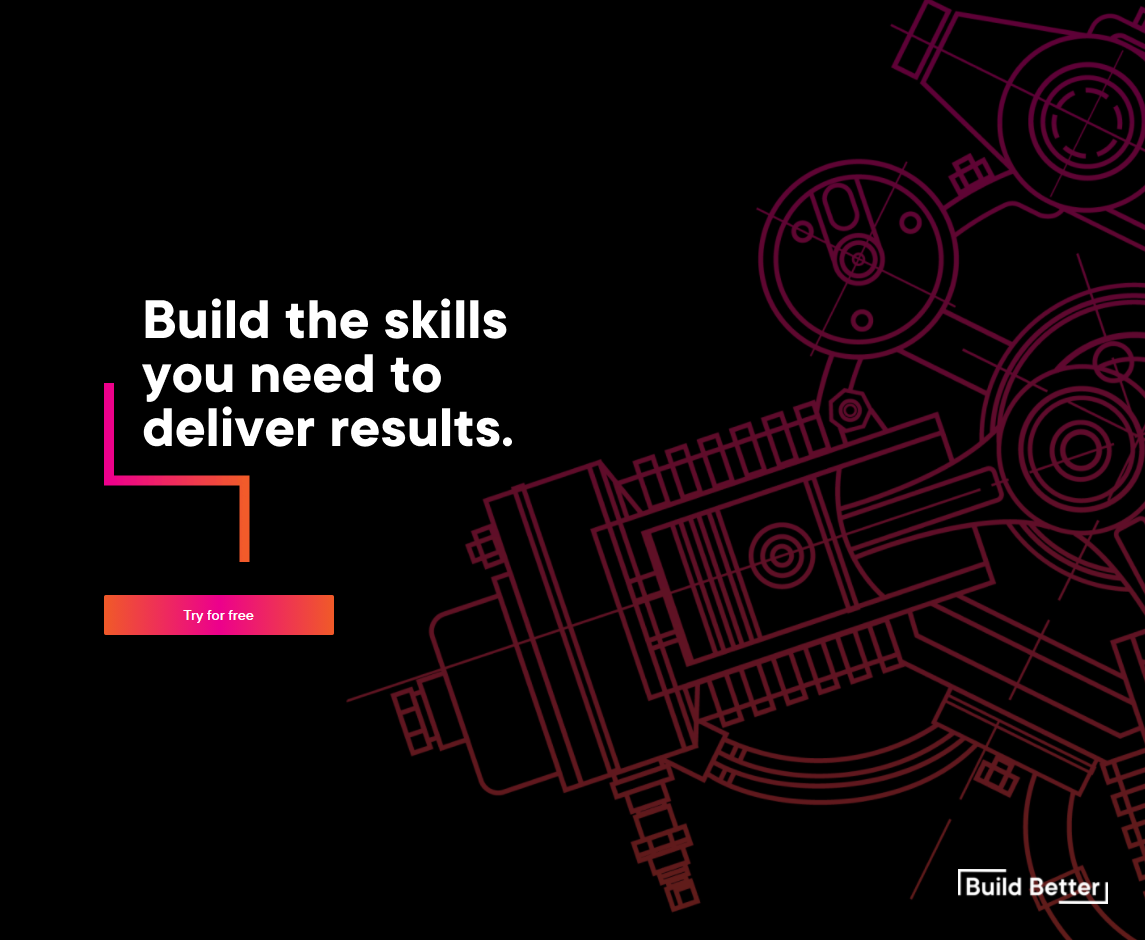 Build the skills
you need to
deliver results.
Try for free
Build Better